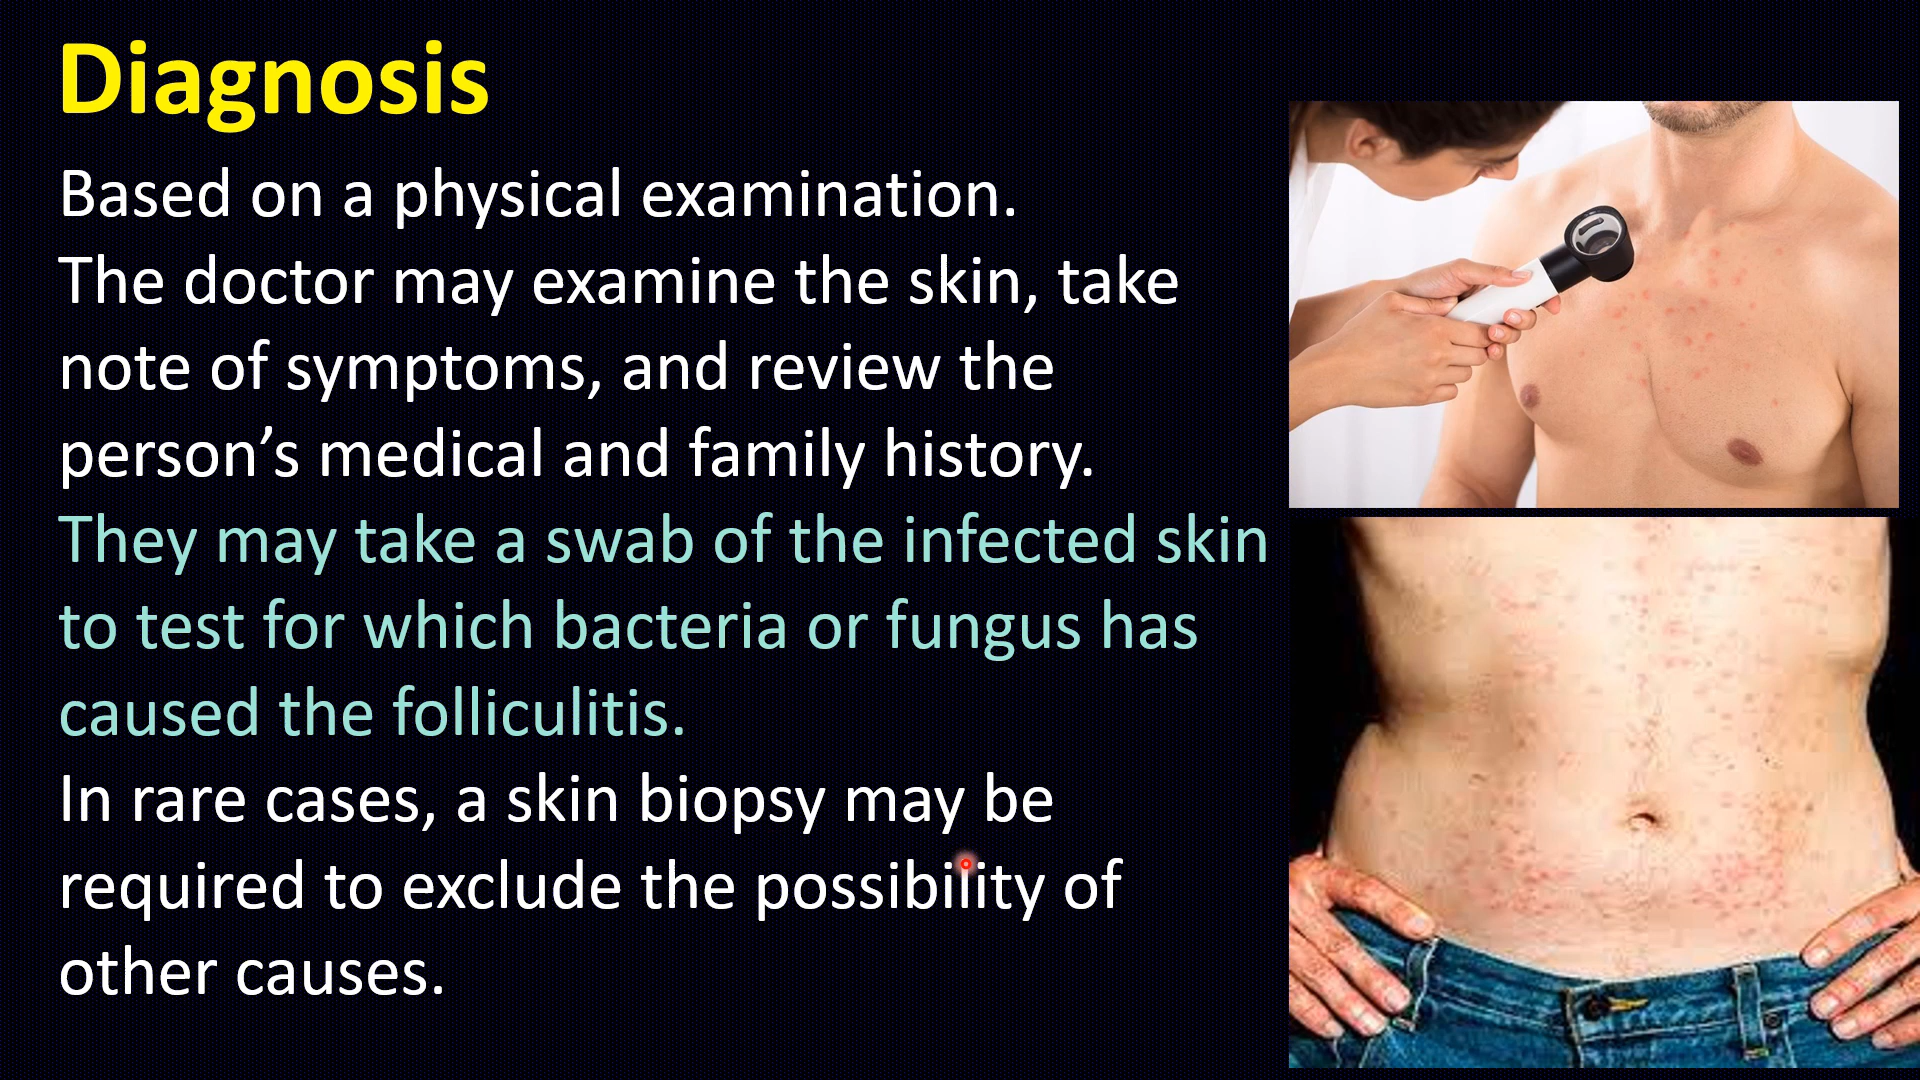 Diagnosis
Based on a physical examination.
The doctor may examine the skin, take
note of symptoms, and review the
person’s medical and family history.
They may take a swab of the infected skin
to test for which bacteria or fungus has
caused the folliculitis.
In rare cases, a skin biopsy may be
required to exclude the possibility of
other causes.